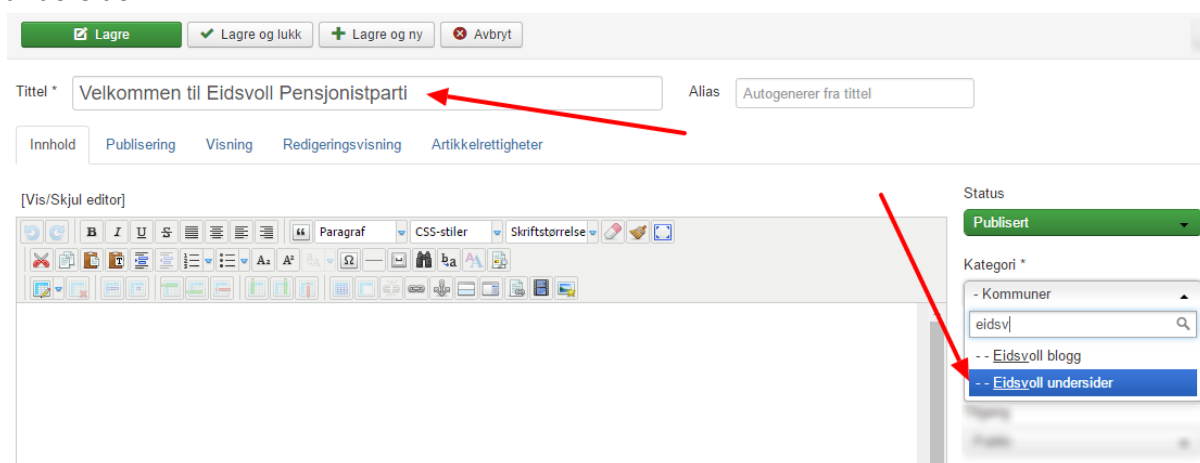 Lagre
Lagre og lukk
Lagre og ny
Avbryt
Tittel *
Velkommen til Eidsvoll Pensjonistparti
Alias
Autogenerer fra tittel
Innhold
Publisering
Visning
Redigeringsvisning
Artikkelrettigheter
[Vis/Skjul editor]
Status
Publisert
Paragraf
CSS-stiler
Skriftstørrelse
Kategori *
- Kommuner
eidsv
- - Eidsvoll blogg
- - Eidsvoll undersider